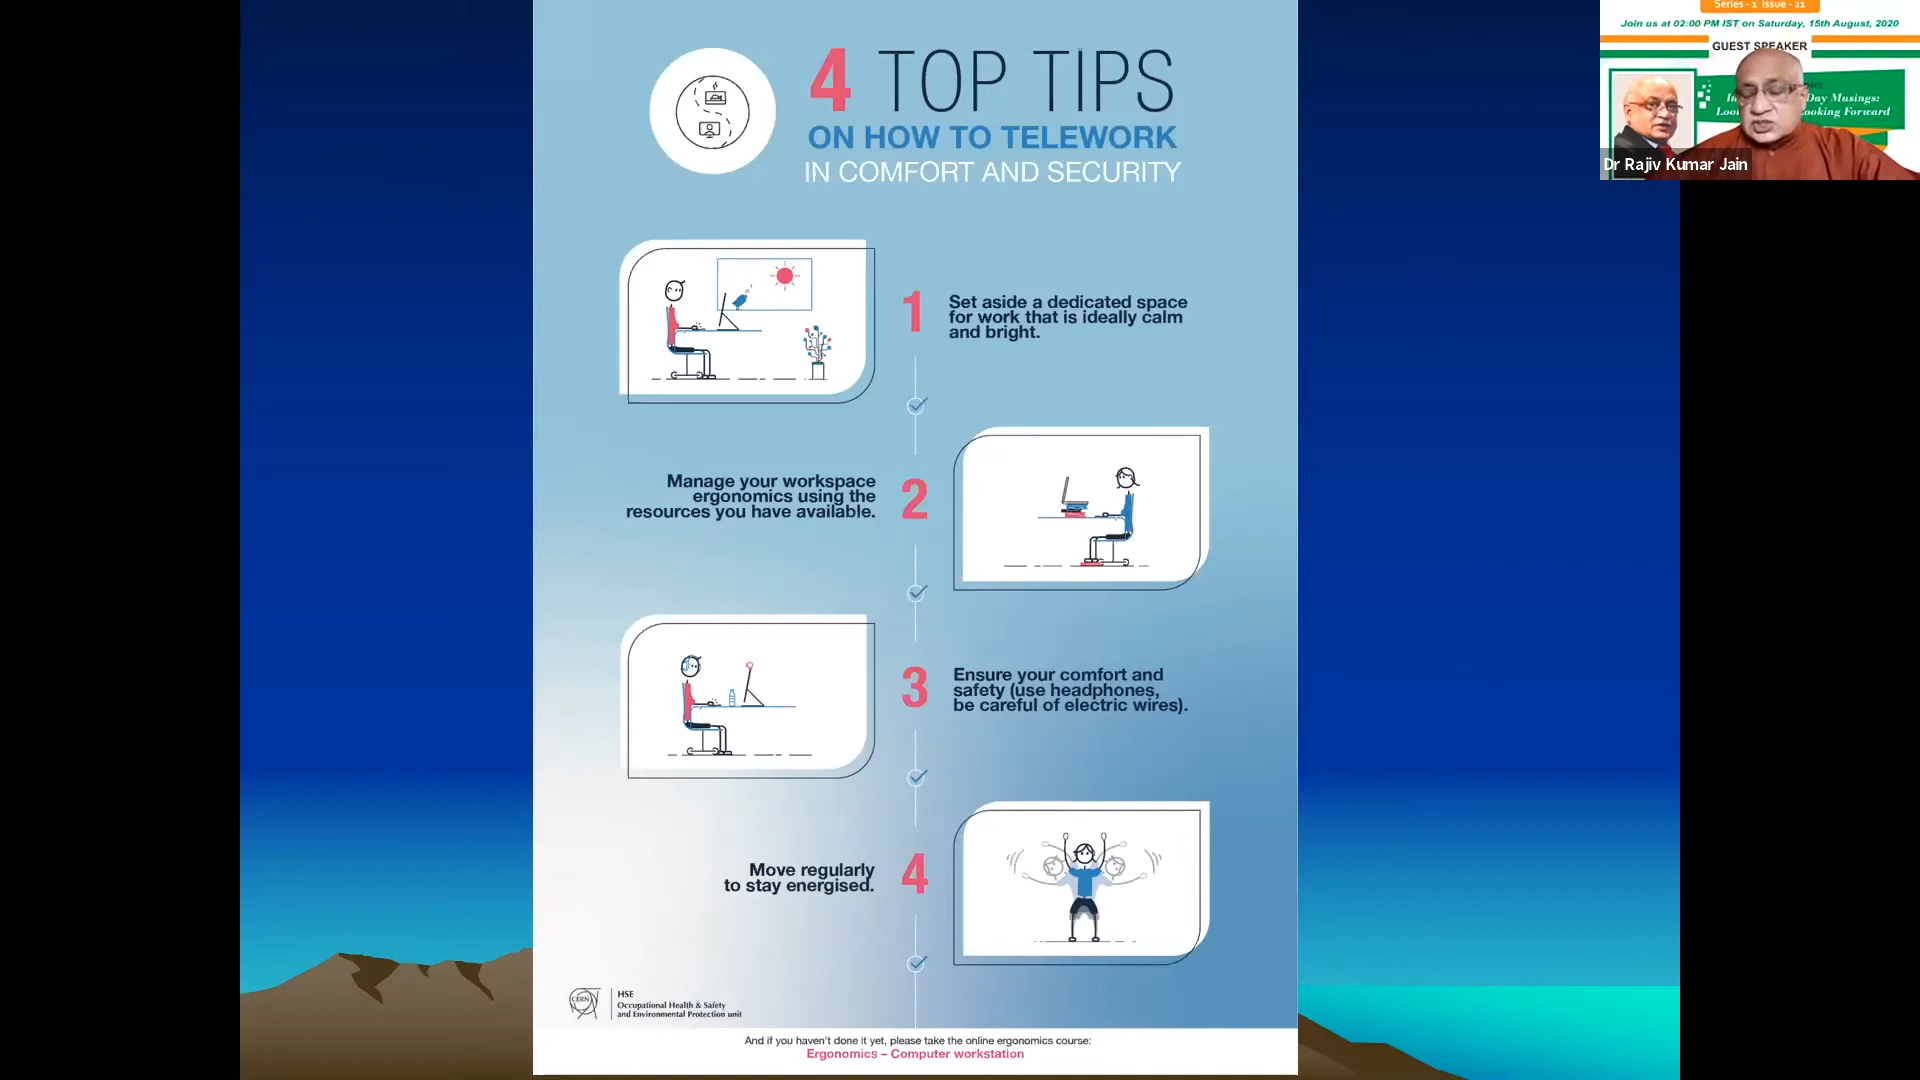 4 TOP TIPS
ON HOW TO TELEWORK
IN COMFORT AND SECURITY
1
Set aside a dedicated space
for work that is ideally calm
and bright.
Manage your workspace
ergonomics using the
resources you have available.
2
3
Ensure your comfort and
safety (use headphones,
be careful of electric wires).
Move regularly
to stay energised.
4
CERN
HSE
Occupational Health & Safety
and Environmental Protection unit
And if you haven't done it yet, please take the online ergonomics course:
Ergonomics – Computer workstation
Series - 1 Issue - 21
Join us at 02:00 PM IST on Saturday, 15th August, 2020
GUEST SPEAKER
Day Musings:
Looking Forward
Dr Rajiv Kumar Jain